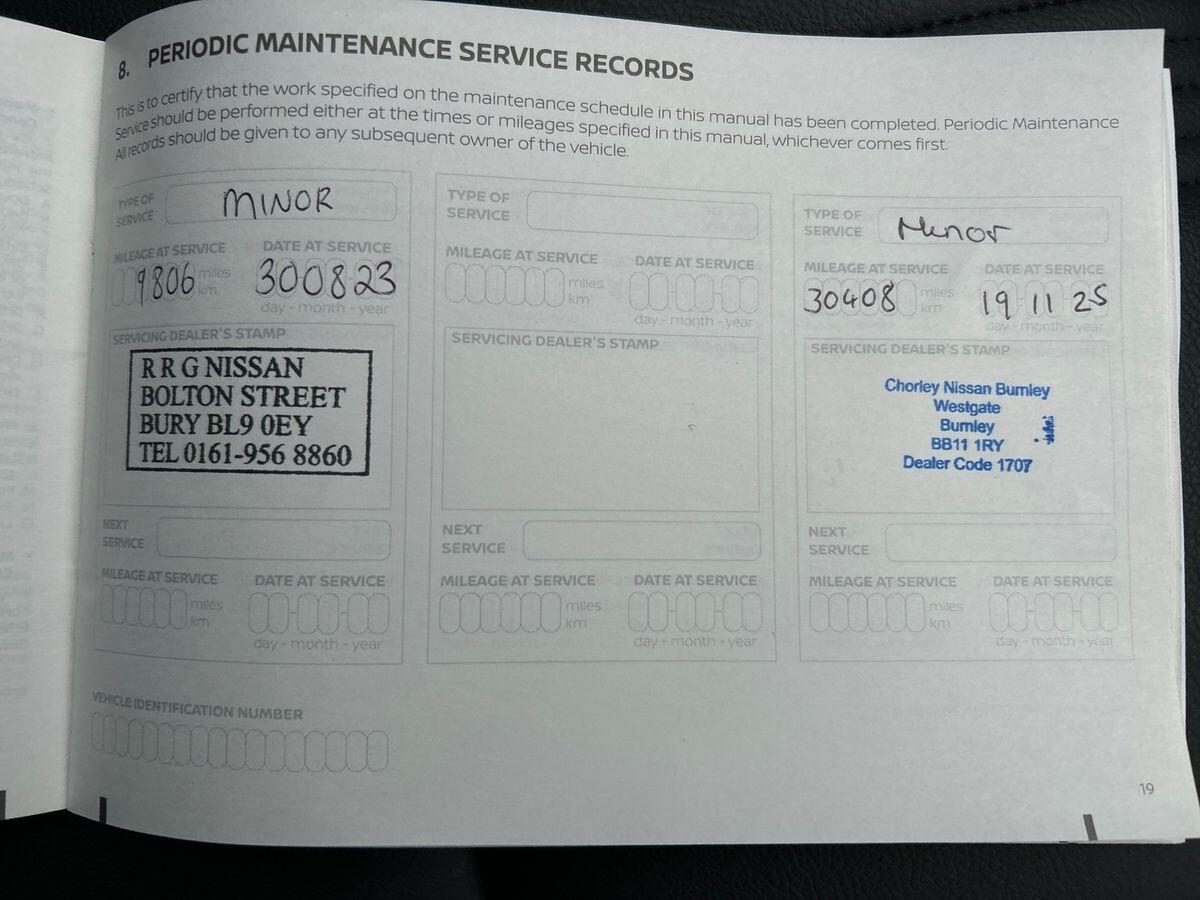 8. PERIODIC MAINTENANCE SERVICE RECORDS
This is to certify that the work specified on the maintenance schedule in this manual has been completed. Periodic Maintenance
Service should be performed either at the times or mileages specified in this manual, whichever comes first.
All records should be given to any subsequent owner of the vehicle.
TYPE OF
SERVICE
MINOR
MILEAGE AT SERVICE
DATE AT SERVICE
9806
miles
km
300823
day - month - year
SERVICING DEALER'S STAMP
RRG NISSAN
BOLTON STREET
BURY BL9 0EY
TEL 0161-956 8860
NEXT
SERVICE
MILEAGE AT SERVICE
DATE AT SERVICE
miles
km
day - month - year
TYPE OF
SERVICE
MILEAGE AT SERVICE
DATE AT SERVICE
miles
km
day - month - year
SERVICING DEALER'S STAMP
NEXT
SERVICE
MILEAGE AT SERVICE
DATE AT SERVICE
miles
km
day - month - year
TYPE OF
SERVICE
Minor
MILEAGE AT SERVICE
DATE AT SERVICE
30408
miles
km
19 11 25
day - month - year
SERVICING DEALER'S STAMP
Chorley Nissan Burnley
Westgate
Burnley
BB11 1RY
Dealer Code 1707
NEXT
SERVICE
MILEAGE AT SERVICE
DATE AT SERVICE
miles
km
day - month - year
VEHICLE IDENTIFICATION NUMBER
19